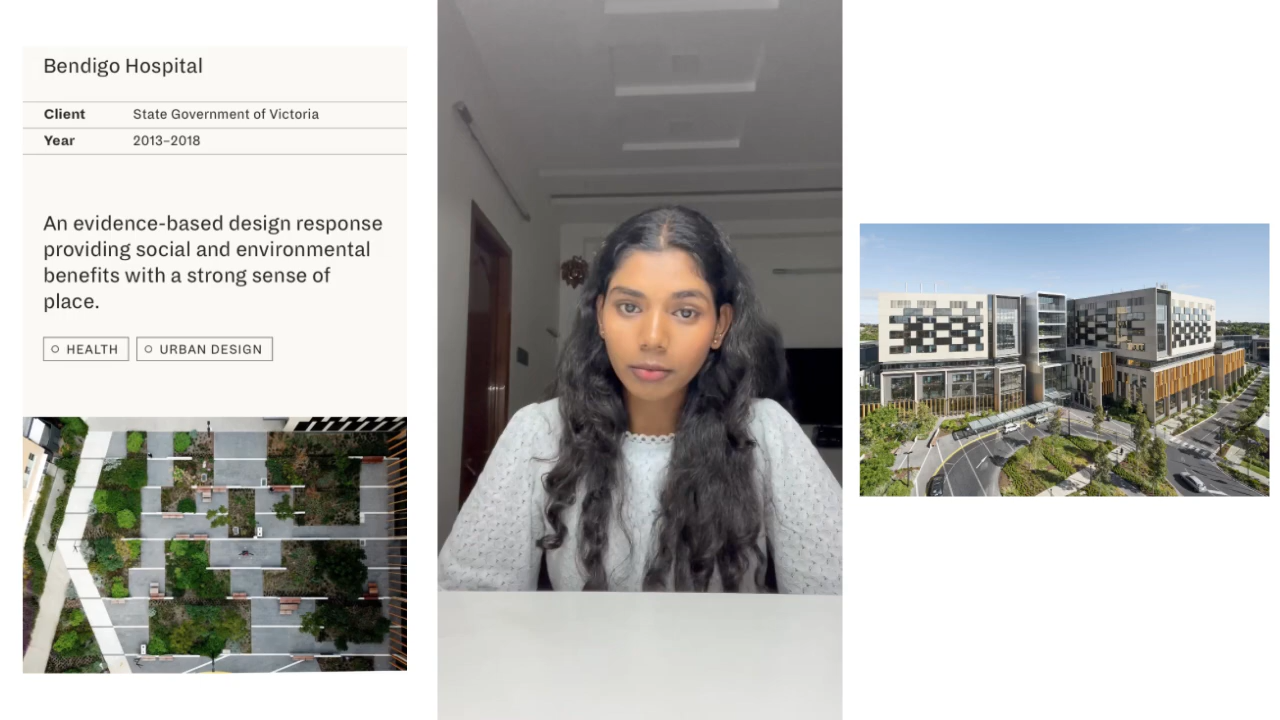 Bendigo Hospital
Client State Government of Victoria
Year 2013–2018
An evidence-based design response
providing social and environmental
benefits with a strong sense of
place.
HEALTH URBAN DESIGN